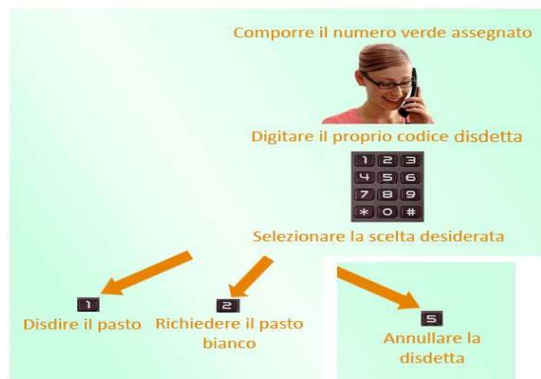 Comporre il numero verde assegnato
Digitare il proprio codice disdetta
1 2 3
4 5 6
7 8 9
* 0 #
Selezionare la scelta desiderata
1
Disdire il pasto
2
Richiedere il pasto
bianco
5
Annullare la
disdetta